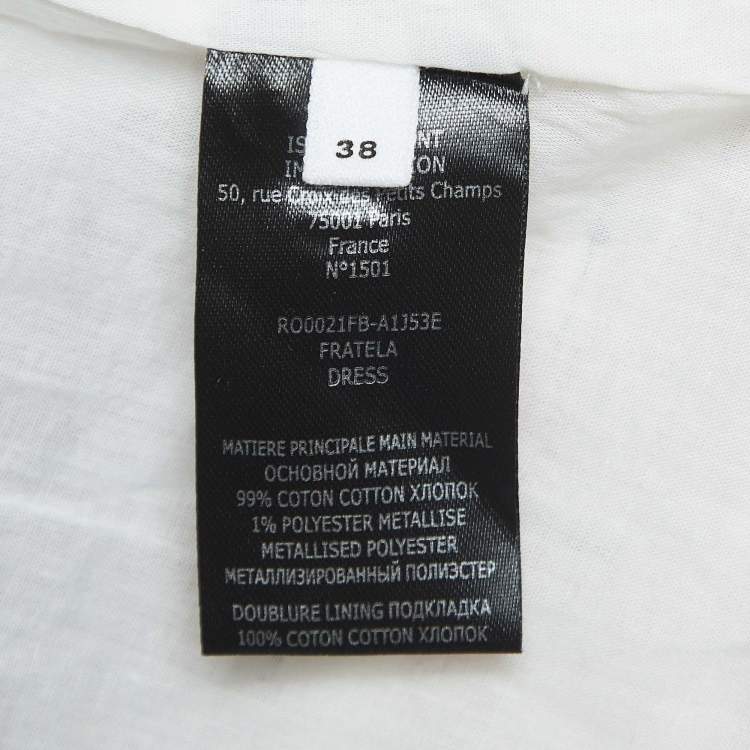 38
50, rue Croix des Petits Champs
75001 Paris
France
N°1501
RO0021FB-A1J53E
FRATELA
DRESS
MATIERE PRINCIPALE MAIN MATERIAL
ОСНОВНОЙ МАТЕРИАЛ
99% COTON COTTON ХЛОПОК
1% POLYESTER METALLISE
METALLISED POLYESTER
МЕТАЛЛИЗИРОВАННЫЙ ПОЛИЭСТЕР
DOUBLURE LINING ПОДКЛАДКА
100% COTON COTTON ХЛОПОК